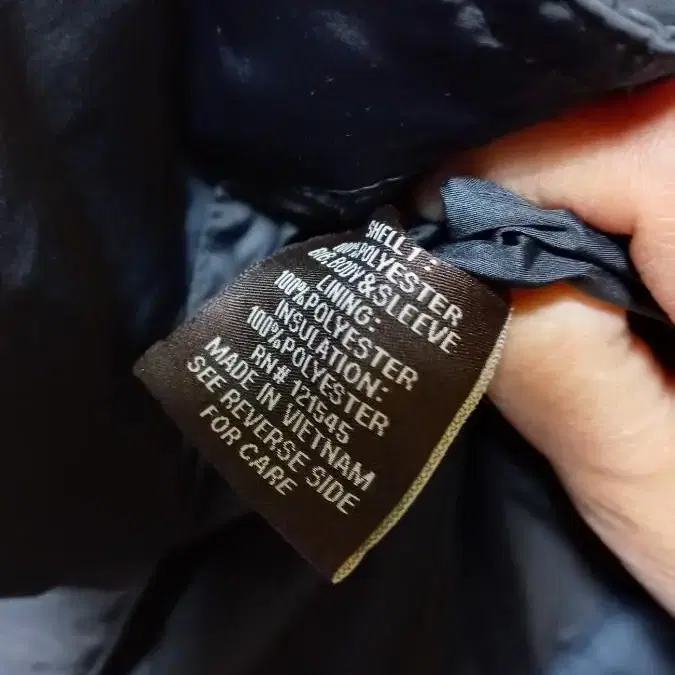 SHELL 1:
100%POLYESTER
RIB,BODY&SLEEVE
LINING:
100%POLYESTER
INSULATION:
100%POLYESTER
RN# 121545
MADE IN VIETNAM
SEE REVERSE SIDE
FOR CARE